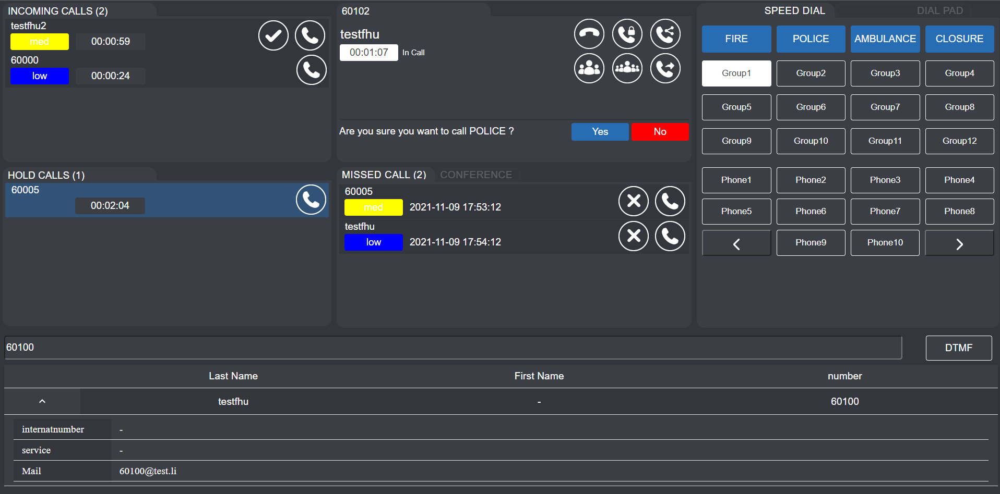 INCOMING CALLS (2)
testfhu2
med 00:00:59
60000
low 00:00:24
60102
testfhu
00:01:07 In Call
Are you sure you want to call POLICE ? Yes No
SPEED DIAL DIAL PAD
FIRE POLICE AMBULANCE CLOSURE
Group1 Group2 Group3 Group4
Group5 Group6 Group7 Group8
Group9 Group10 Group11 Group12
Phone1 Phone2 Phone3 Phone4
Phone5 Phone6 Phone7 Phone8
Phone9 Phone10
HOLD CALLS (1)
60005
00:02:04
MISSED CALL (2) CONFERENCE
60005
med 2021-11-09 17:53:12
testfhu
low 2021-11-09 17:54:12
60100 DTMF
Last Name First Name number
testfhu - 60100
internatnumber -
service -
Mail 60100@test.li